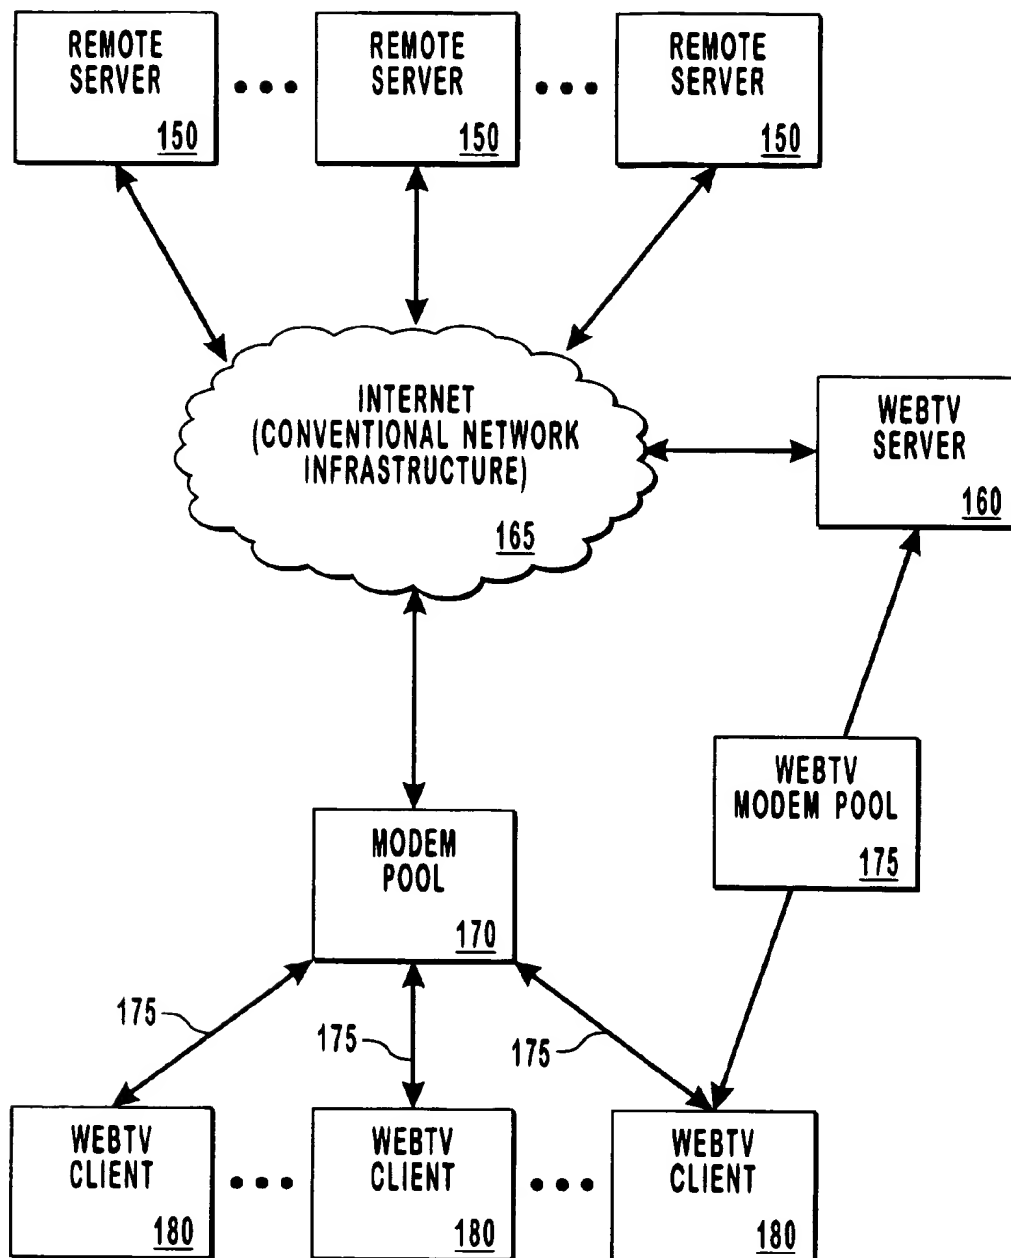 REMOTE
SERVER
150
REMOTE
SERVER
150
REMOTE
SERVER
150
INTERNET
(CONVENTIONAL NETWORK
INFRASTRUCTURE)
165
WEBTV
SERVER
160
WEBTV
MODEM POOL
175
MODEM
POOL
170
175
175
175
WEBTV
CLIENT
180
WEBTV
CLIENT
180
WEBTV
CLIENT
180